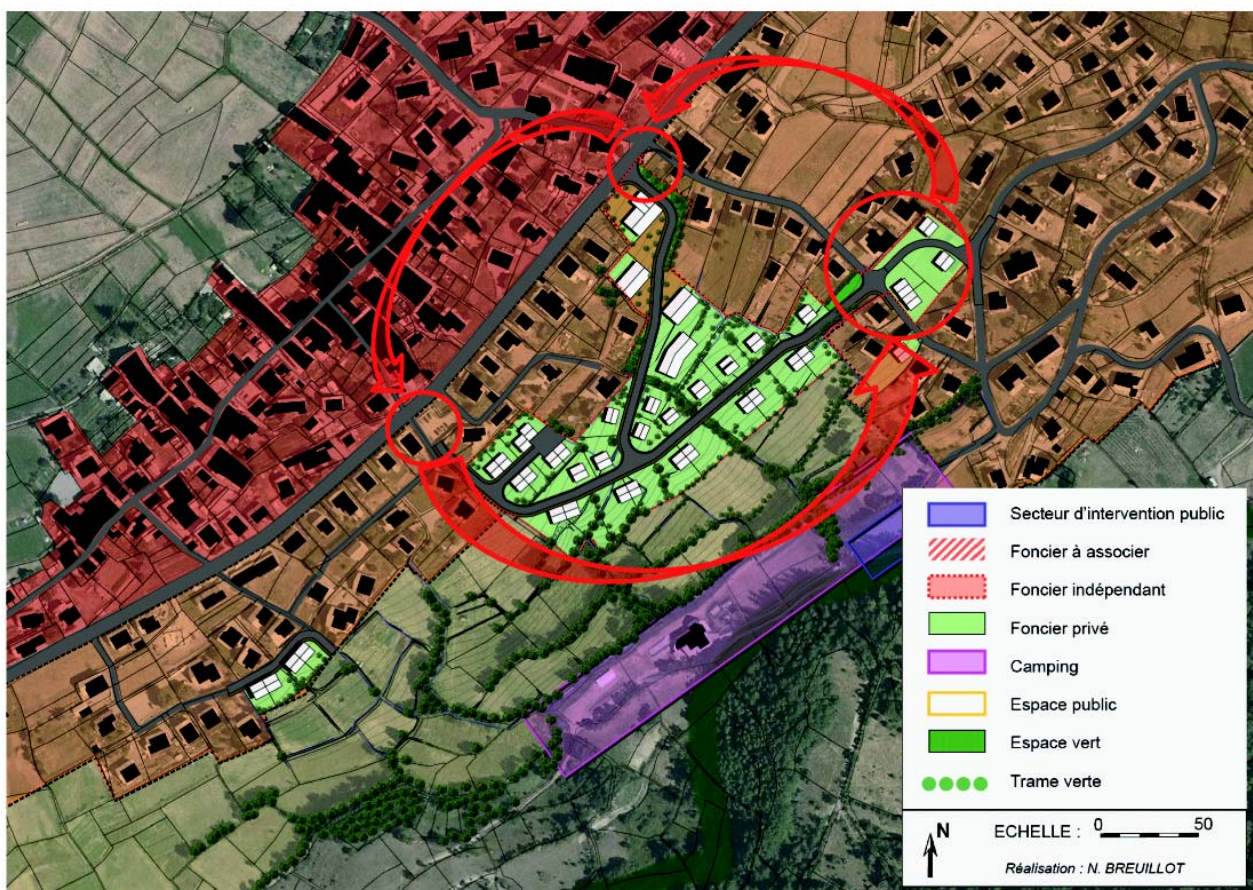 Secteur d'intervention public
Foncier à associer
Foncier indépendant
Foncier privé
Camping
Espace public
Espace vert
Trame verte
N ECHELLE : 0 50
Réalisation : N. BREUILLOT